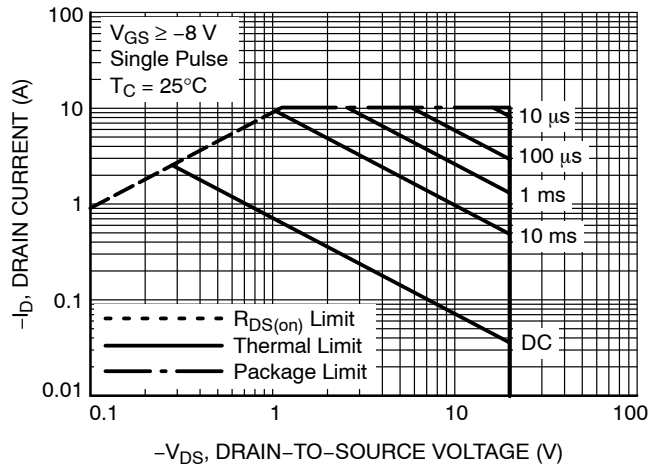 100
V_GS ≥ −8 V
Single Pulse
T_C = 25°C
10
1
0.1
0.01
-I_D, DRAIN CURRENT (A)
10 µs
100 µs
1 ms
10 ms
DC
R_DS(on) Limit
Thermal Limit
Package Limit
0.1
1
10
100
-V_DS, DRAIN−TO−SOURCE VOLTAGE (V)